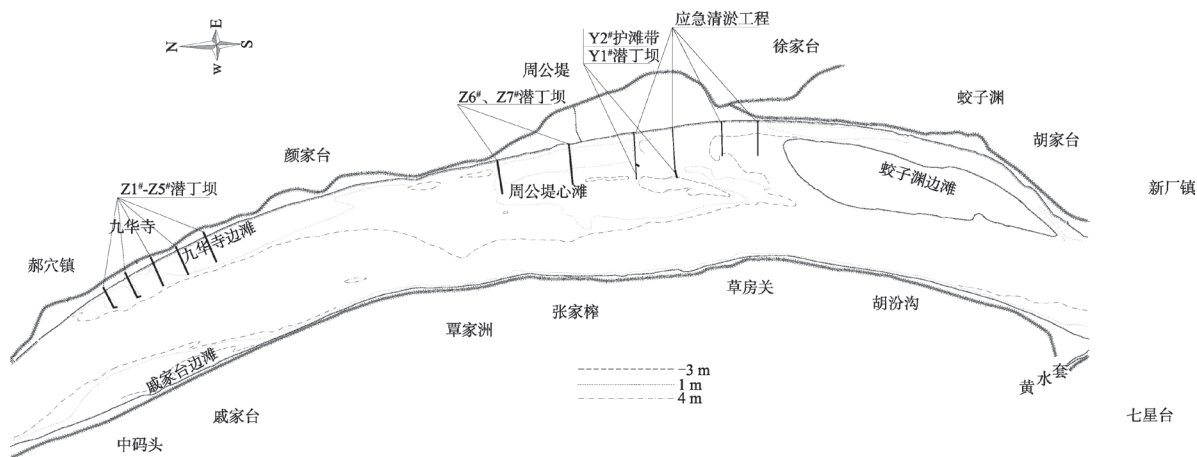 E
N
S
W
应急清淤工程
Y2#护滩带
Y1#潜丁坝
徐家台
周公堤
Z6#、Z7#潜丁坝
蛟子渊
胡家台
颜家台
新厂镇
Z1#-Z5#潜丁坝
周公堤心滩
蛟子渊边滩
九华寺
九华寺边滩
郝穴镇
草房关
张家榨
胡汾沟
覃家洲
戚家台边滩
-3 m
1 m
4 m
黄水套
戚家台
七星台
中码头